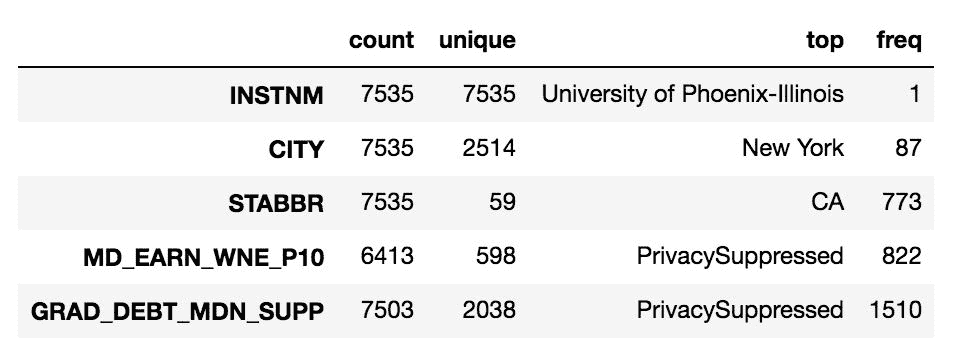 count unique top freq
INSTNM 7535 7535 University of Phoenix-Illinois 1
CITY 7535 2514 New York 87
STABBR 7535 59 CA 773
MD_EARN_WNE_P10 6413 598 PrivacySuppressed 822
GRAD_DEBT_MDN_SUPP 7503 2038 PrivacySuppressed 1510